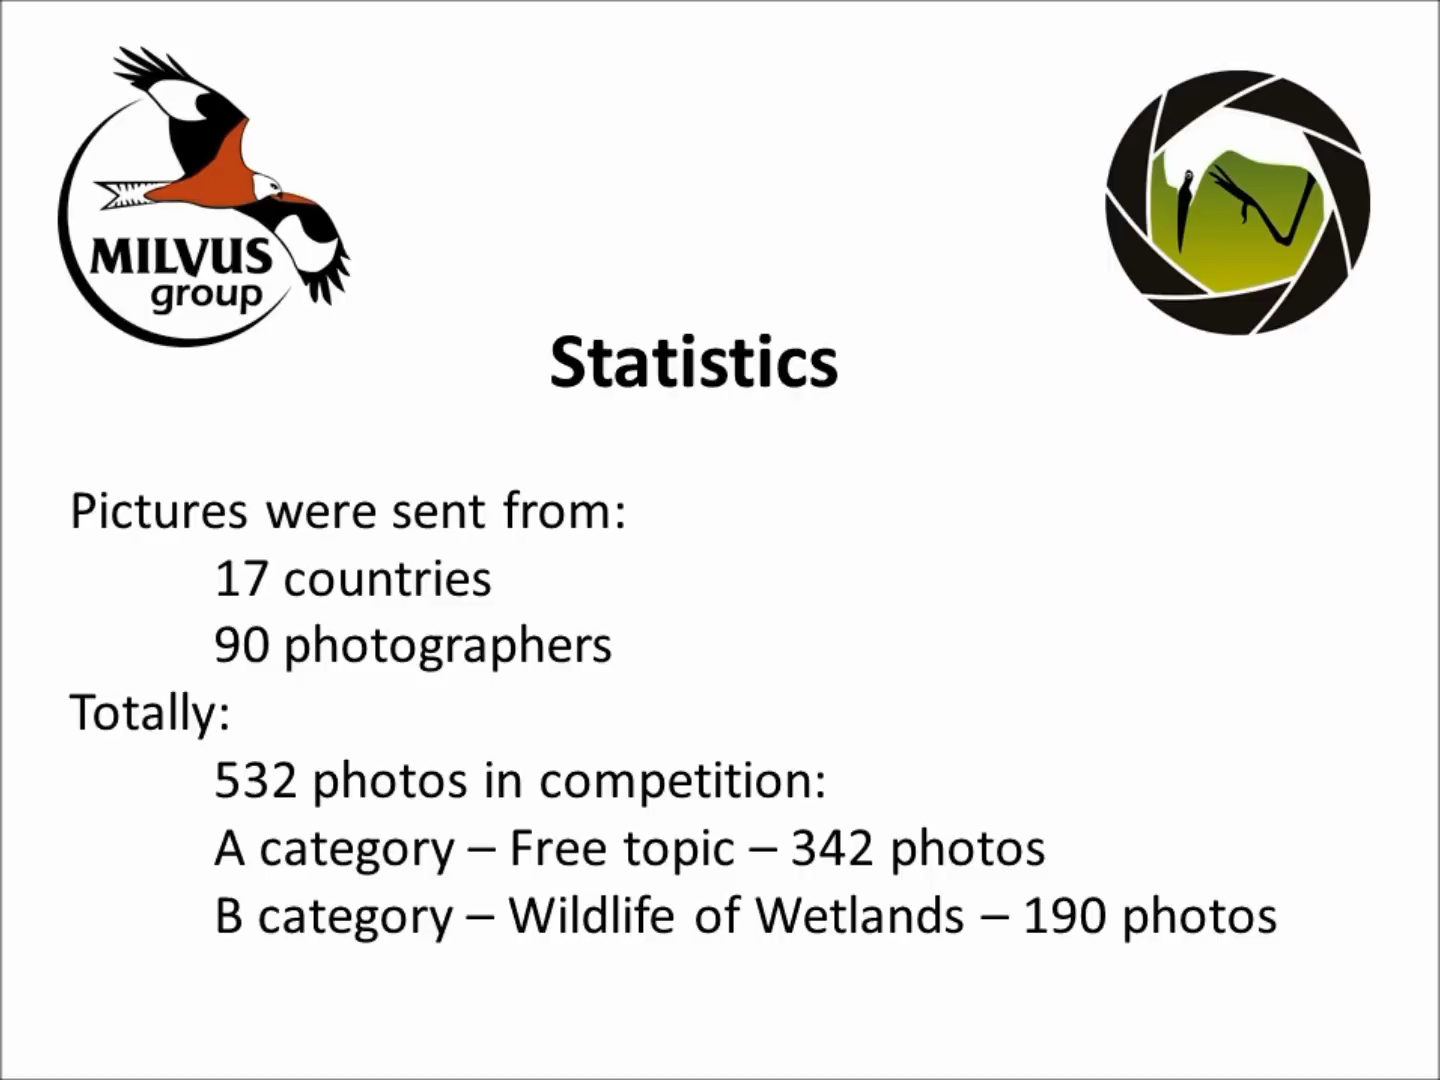 MILVUS
group
Statistics
Pictures were sent from:
17 countries
90 photographers
Totally:
532 photos in competition:
A category – Free topic – 342 photos
B category – Wildlife of Wetlands – 190 photos